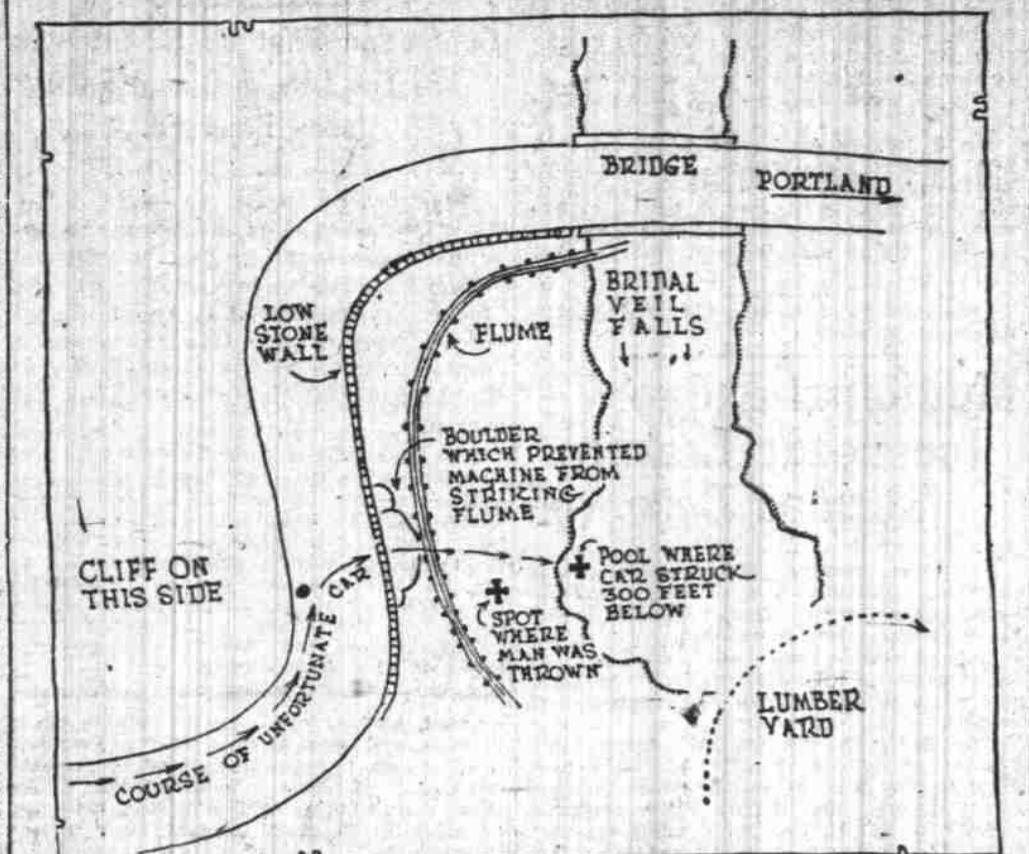 BRIDGE
PORTLAND
BRIDAL
VEIL
FALLS
LOW
STONE
WALL
FLUME
BOULDER
WHICH PREVENTED
MACHINE FROM
STRIKING
FLUME
CLIFF ON
THIS SIDE
POOL WHERE
CAR STRUCK
300 FEET
BELOW
SPOT
WHERE
MAN WAS
THROWN
COURSE OF UNFORTUNATE CAR
LUMBER
YARD